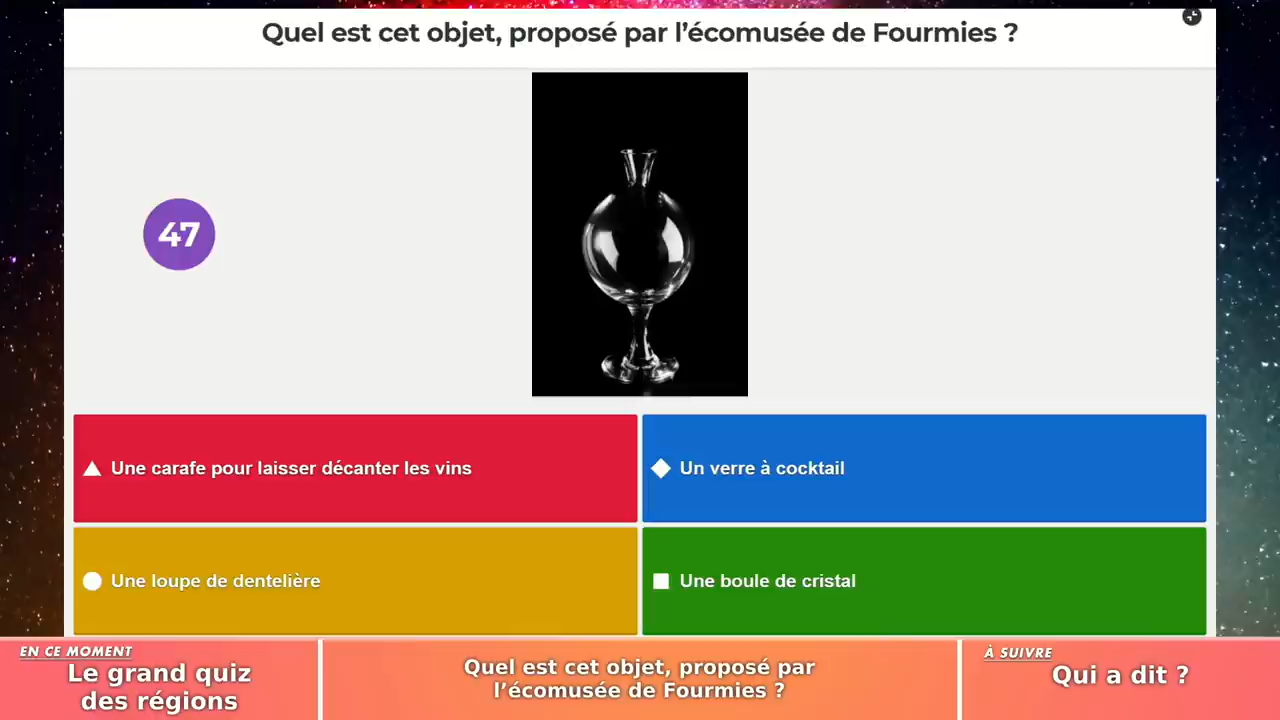 Quel est cet objet, proposé par l’écomusée de Fourmies ?
47
Une carafe pour laisser décanter les vins
Un verre à cocktail
Une loupe de dentelière
Une boule de cristal
EN CE MOMENT
Le grand quiz
des régions
Quel est cet objet, proposé par
l’écomusée de Fourmies ?
À SUIVRE
Qui a dit ?